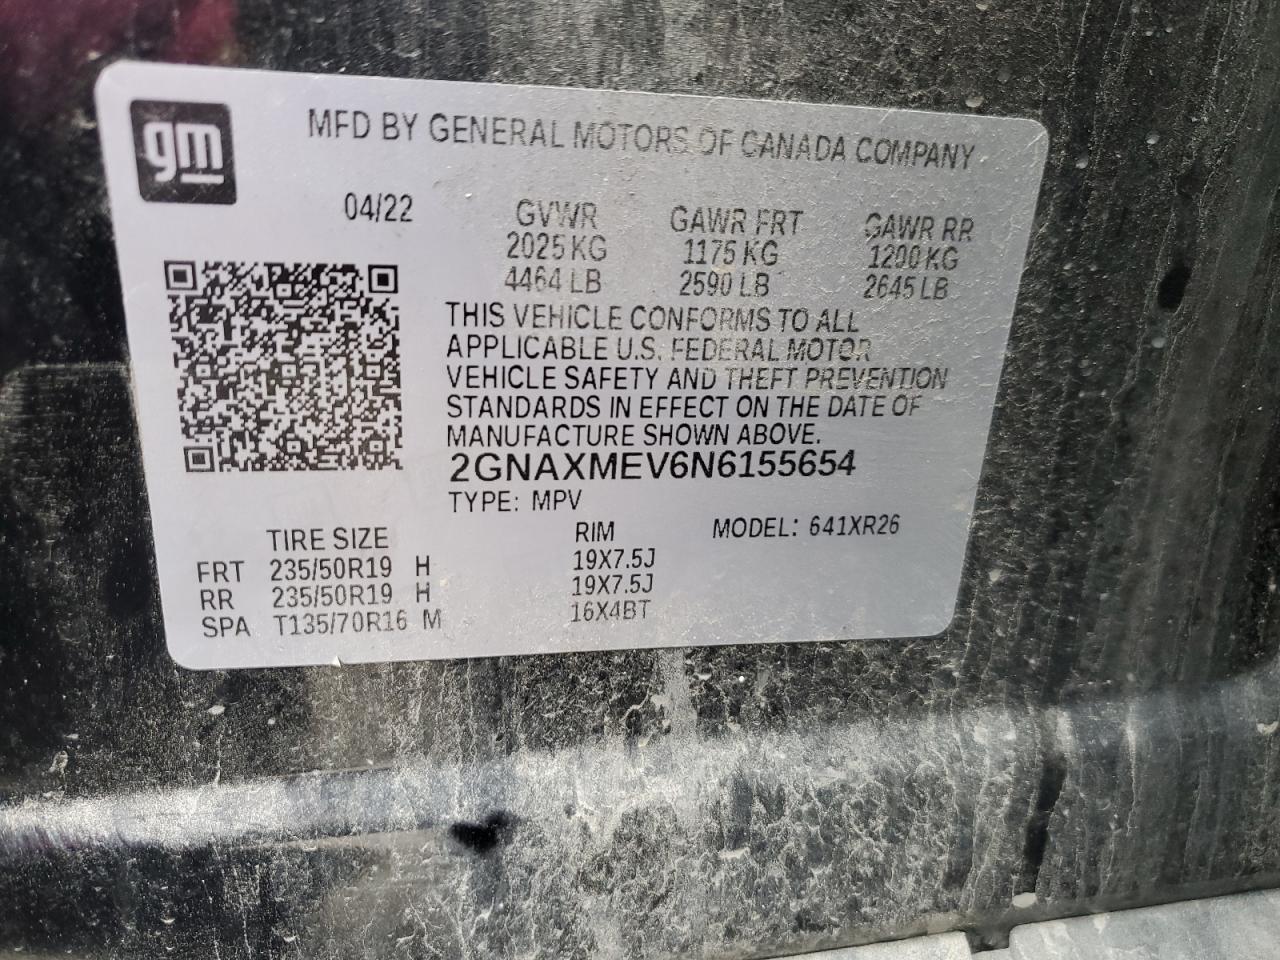 gm
MFD BY GENERAL MOTORS OF CANADA COMPANY
04/22 GVWR GAWR FRT GAWR RR
2025 KG 1175 KG 1200 KG
4464 LB 2590 LB 2645 LB
THIS VEHICLE CONFORMS TO ALL
APPLICABLE U.S. FEDERAL MOTOR
VEHICLE SAFETY AND THEFT PREVENTION
STANDARDS IN EFFECT ON THE DATE OF
MANUFACTURE SHOWN ABOVE.
2GNAXMEV6N6155654
TYPE: MPV
TIRE SIZE RIM MODEL: 641XR26
FRT 235/50R19 H 19X7.5J
RR 235/50R19 H 19X7.5J
SPA T135/70R16 M 16X4BT